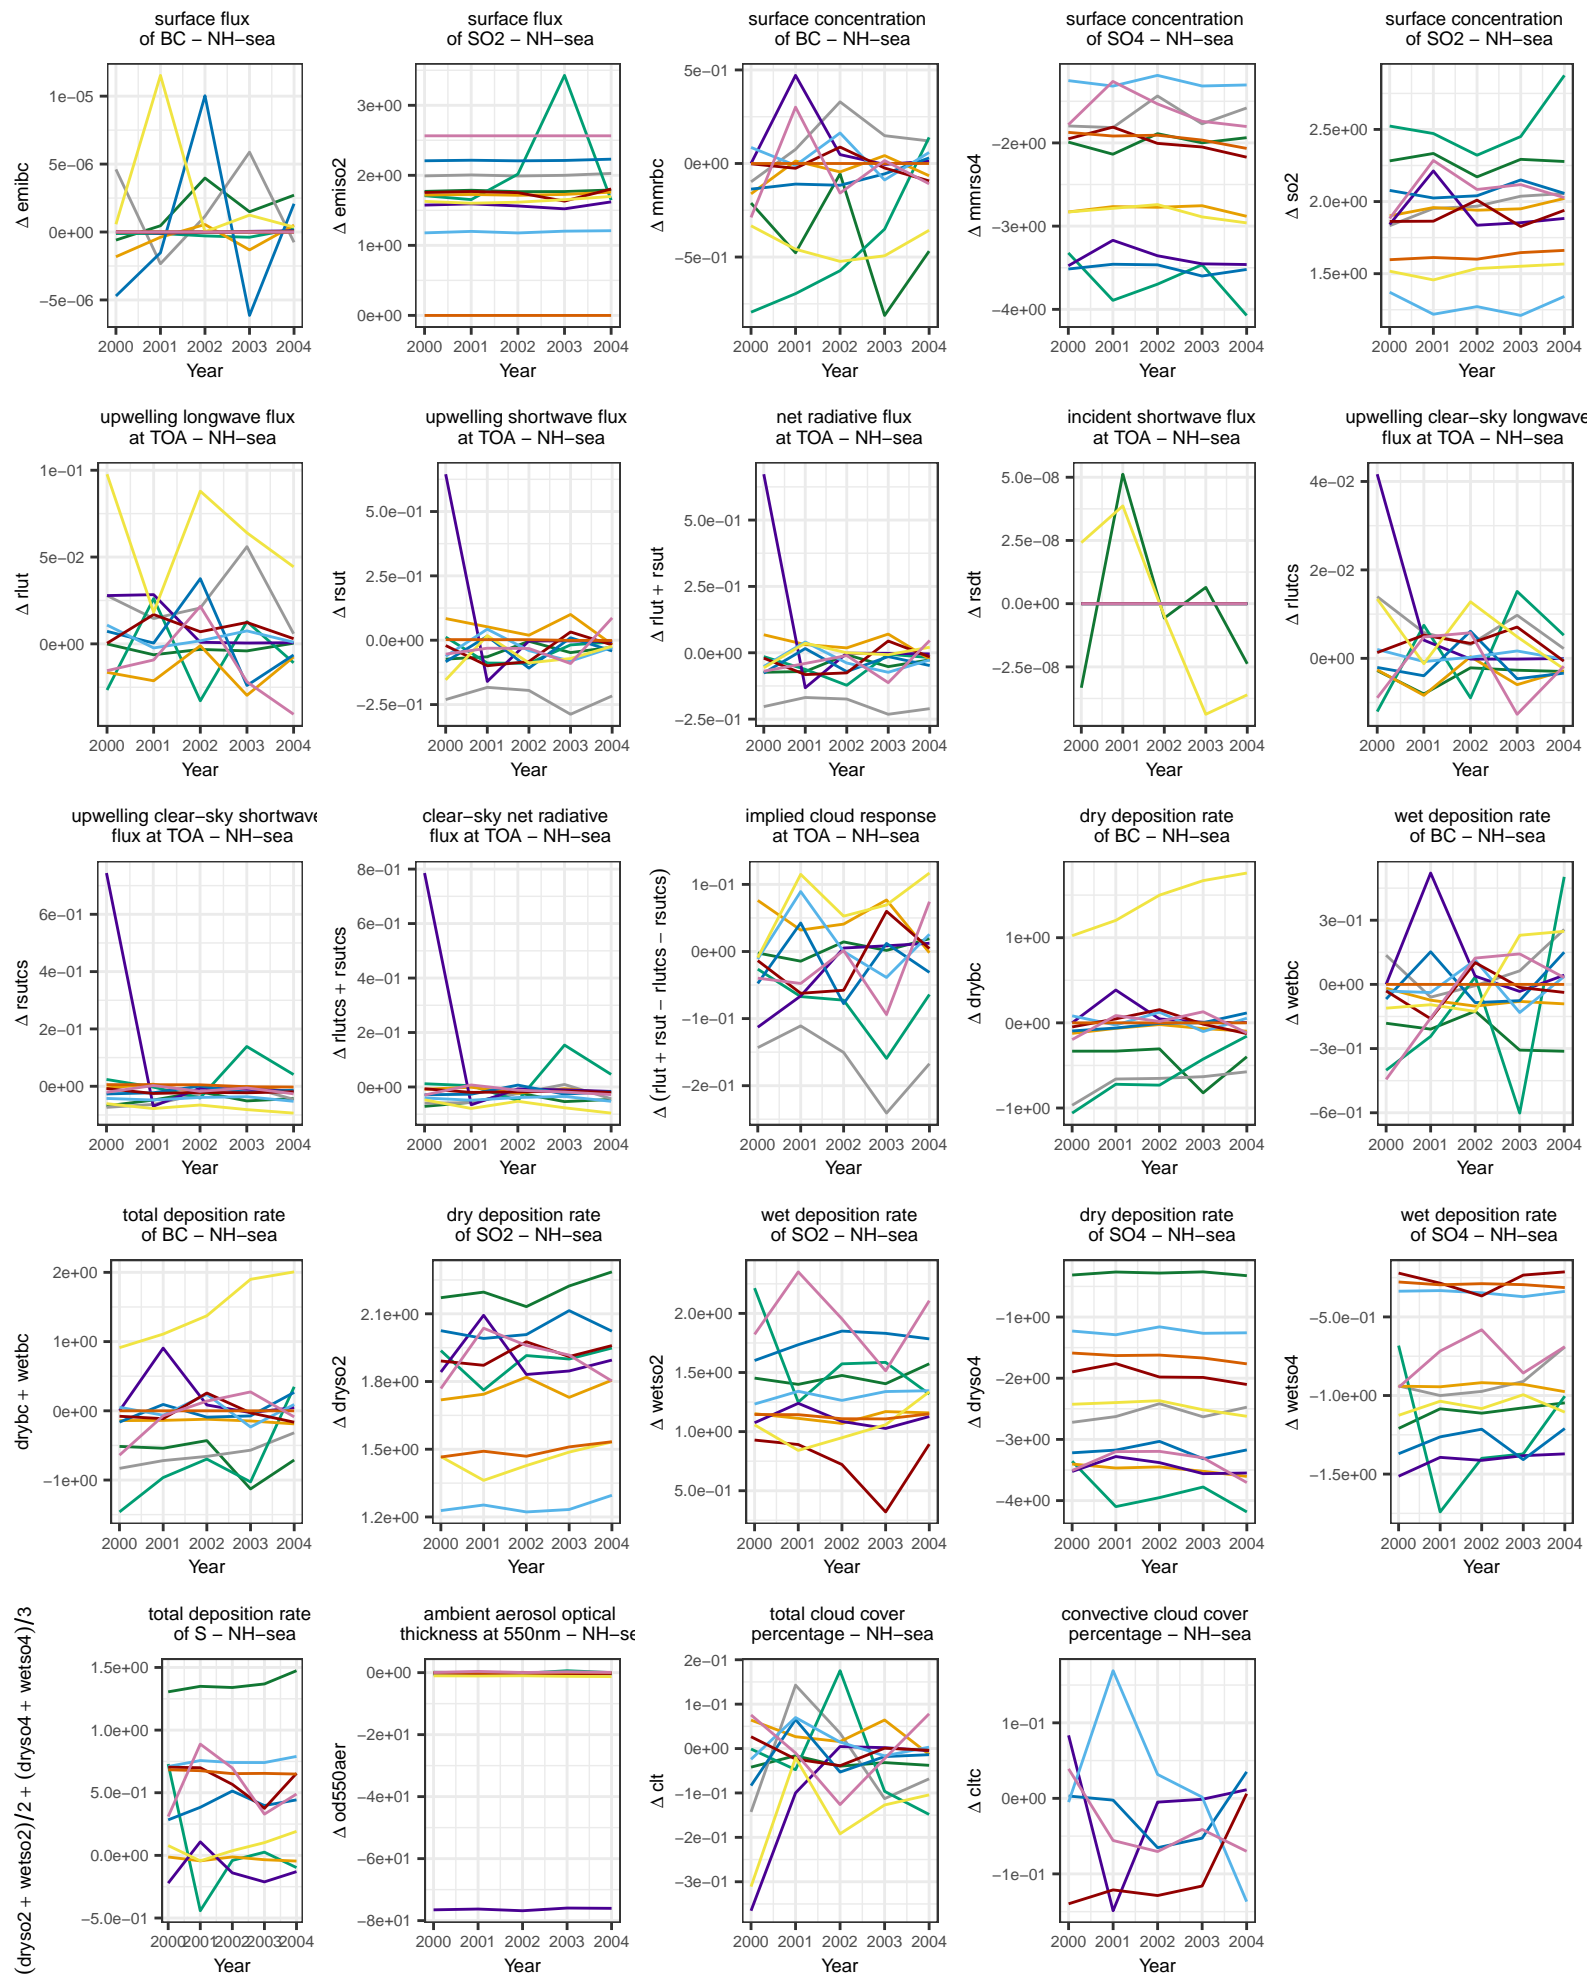 surface flux
of BC − NH−sea
Δ emibc
1e−05
5e−06
0e+00
−5e−06
2000 2001 2002 2003 2004
Year
surface flux
of SO2 − NH−sea
Δ emiso2
3e+00
2e+00
1e+00
0e+00
2000 2001 2002 2003 2004
Year
surface concentration
of BC − NH−sea
Δ mmrbc
5e−01
0e+00
−5e−01
2000 2001 2002 2003 2004
Year
surface concentration
of SO4 − NH−sea
Δ mmrso4
−2e+00
−3e+00
−4e+00
2000 2001 2002 2003 2004
Year
surface concentration
of SO2 − NH−sea
Δ so2
2.5e+00
2.0e+00
1.5e+00
2000 2001 2002 2003 2004
Year
upwelling longwave flux
at TOA − NH−sea
Δ rlut
1e−01
5e−02
0e+00
2000 2001 2002 2003 2004
Year
upwelling shortwave flux
at TOA − NH−sea
Δ rsut
5.0e−01
2.5e−01
0.0e+00
−2.5e−01
2000 2001 2002 2003 2004
Year
net radiative flux
at TOA − NH−sea
Δ rlut + rsut
5.0e−01
2.5e−01
0.0e+00
−2.5e−01
2000 2001 2002 2003 2004
Year
incident shortwave flux
at TOA − NH−sea
Δ rsdt
5.0e−08
2.5e−08
0.0e+00
−2.5e−08
2000 2001 2002 2003 2004
Year
upwelling clear−sky longwave
flux at TOA − NH−sea
Δ rlutcs
4e−02
2e−02
0e+00
2000 2001 2002 2003 2004
Year
upwelling clear−sky shortwave
flux at TOA − NH−sea
Δ rsutcs
6e−01
4e−01
2e−01
0e+00
2000 2001 2002 2003 2004
Year
clear−sky net radiative
flux at TOA − NH−sea
Δ rlutcs + rsutcs
8e−01
6e−01
4e−01
2e−01
0e+00
2000 2001 2002 2003 2004
Year
implied cloud response
at TOA − NH−sea
Δ (rlut + rsut − rlutcs − rsutcs)
1e−01
0e+00
−1e−01
−2e−01
2000 2001 2002 2003 2004
Year
dry deposition rate
of BC − NH−sea
Δ drybc
1e+00
0e+00
−1e+00
2000 2001 2002 2003 2004
Year
wet deposition rate
of BC − NH−sea
Δ wetbc
3e−01
0e+00
−3e−01
−6e−01
2000 2001 2002 2003 2004
Year
total deposition rate
of BC − NH−sea
drybc + wetbc
2e+00
1e+00
0e+00
−1e+00
2000 2001 2002 2003 2004
Year
dry deposition rate
of SO2 − NH−sea
Δ dryso2
2.1e+00
1.8e+00
1.5e+00
1.2e+00
2000 2001 2002 2003 2004
Year
wet deposition rate
of SO2 − NH−sea
Δ wetso2
2.0e+00
1.5e+00
1.0e+00
5.0e−01
2000 2001 2002 2003 2004
Year
dry deposition rate
of SO4 − NH−sea
Δ dryso4
−1e+00
−2e+00
−3e+00
−4e+00
2000 2001 2002 2003 2004
Year
wet deposition rate
of SO4 − NH−sea
Δ wetso4
−5.0e−01
−1.0e+00
−1.5e+00
2000 2001 2002 2003 2004
Year
total deposition rate
of S − NH−sea
(dryso2 + wetso2)/2 + (dryso4 + wetso4)/3
1.5e+00
1.0e+00
5.0e−01
0.0e+00
−5.0e−01
2000 2001 2002 2003 2004
Year
ambient aerosol optical
thickness at 550nm − NH−se
Δ od550aer
0e+00
−2e+01
−4e+01
−6e+01
−8e+01
2000 2001 2002 2003 2004
Year
total cloud cover
percentage − NH−sea
Δ clt
2e−01
1e−01
0e+00
−1e−01
−2e−01
−3e−01
2000 2001 2002 2003 2004
Year
convective cloud cover
percentage − NH−sea
Δ cltc
1e−01
0e+00
−1e−01
2000 2001 2002 2003 2004
Year